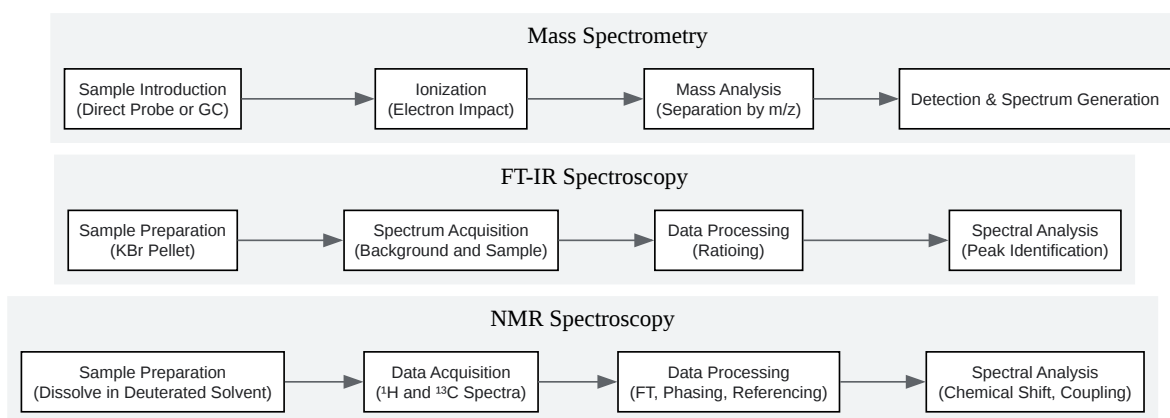 Mass Spectrometry
Sample Introduction
(Direct Probe or GC)
Ionization
(Electron Impact)
Mass Analysis
(Separation by m/z)
Detection & Spectrum Generation
FT-IR Spectroscopy
Sample Preparation
(KBr Pellet)
Spectrum Acquisition
(Background and Sample)
Data Processing
(Ratioing)
Spectral Analysis
(Peak Identification)
NMR Spectroscopy
Sample Preparation
(Dissolve in Deuterated Solvent)
Data Acquisition
(¹H and ¹³C Spectra)
Data Processing
(FT, Phasing, Referencing)
Spectral Analysis
(Chemical Shift, Coupling)